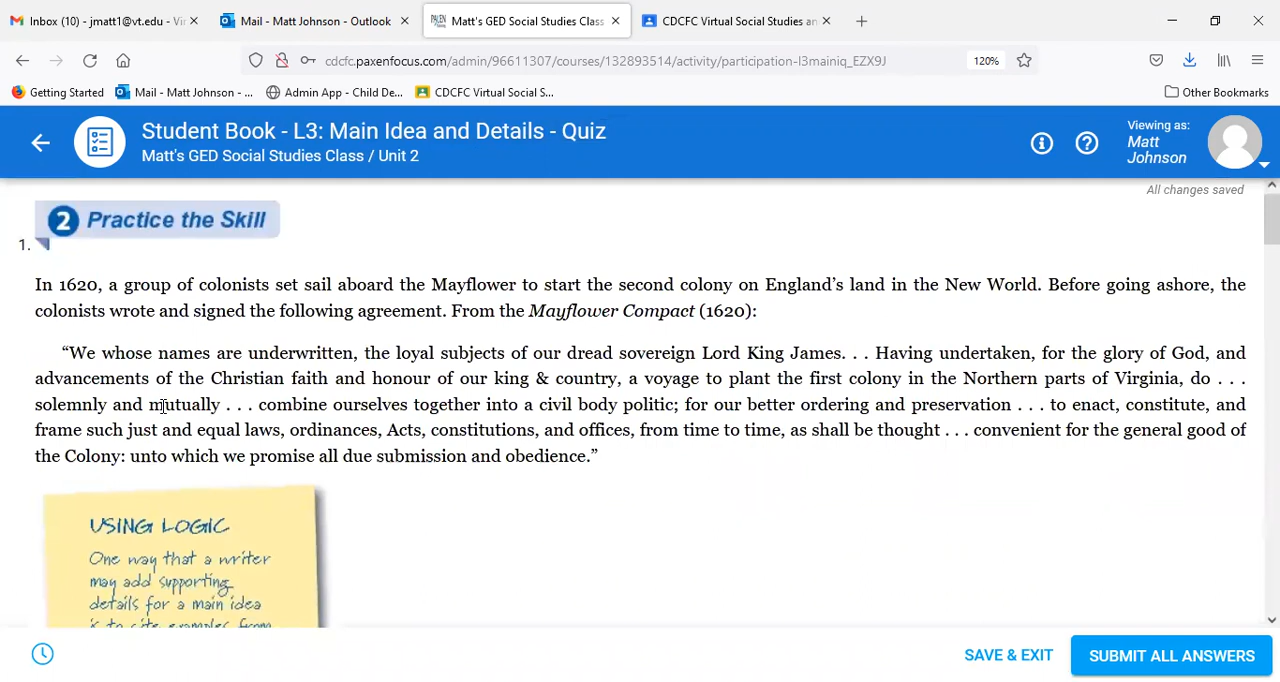 Inbox (10) - jmatt1@vt.edu - Vir
Mail - Matt Johnson - Outlook
Matt's GED Social Studies Class
CDCFC Virtual Social Studies an
cdcfc.paxenfocus.com/admin/96611307/courses/132893514/activity/participation-l3mainiq_EZX9J
120%
Getting Started
Mail - Matt Johnson - ...
Admin App - Child De...
CDCFC Virtual Social S...
Other Bookmarks
Student Book - L3: Main Idea and Details - Quiz
Matt's GED Social Studies Class / Unit 2
Viewing as:
Matt
Johnson
All changes saved
2 Practice the Skill
1.
In 1620, a group of colonists set sail aboard the Mayflower to start the second colony on England’s land in the New World. Before going ashore, the
colonists wrote and signed the following agreement. From the Mayflower Compact (1620):
“We whose names are underwritten, the loyal subjects of our dread sovereign Lord King James. . . Having undertaken, for the glory of God, and
advancements of the Christian faith and honour of our king & country, a voyage to plant the first colony in the Northern parts of Virginia, do . . .
solemnly and mutually . . . combine ourselves together into a civil body politic; for our better ordering and preservation . . . to enact, constitute, and
frame such just and equal laws, ordinances, Acts, constitutions, and offices, from time to time, as shall be thought . . . convenient for the general good of
the Colony: unto which we promise all due submission and obedience.”
USING LOGIC
One way that a writer
may add supporting
details for a main idea
is to cite examples from
SAVE & EXIT
SUBMIT ALL ANSWERS